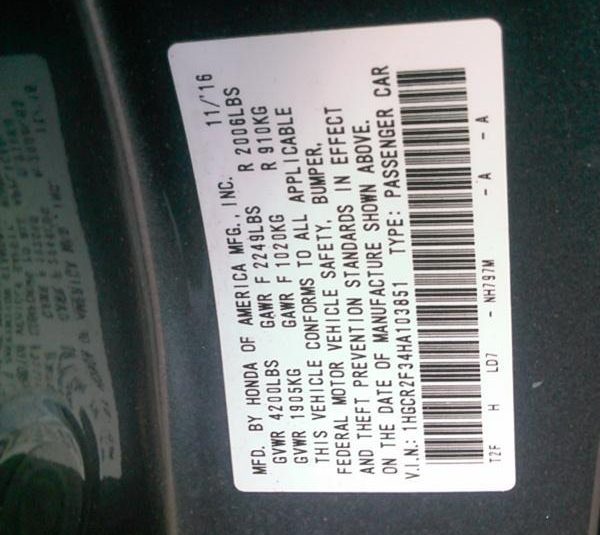 MFD. BY HONDA OF AMERICA MFG., INC. 11/'16
GVWR 4200LBS GAWR F 2249LBS R 2006LBS
GVWR 1905KG GAWR F 1020KG R 910KG
THIS VEHICLE CONFORMS TO ALL APPLICABLE
FEDERAL MOTOR VEHICLE SAFETY, BUMPER,
AND THEFT PREVENTION STANDARDS IN EFFECT
ON THE DATE OF MANUFACTURE SHOWN ABOVE.
V.I.N.: 1HGCR2F34HA103851 TYPE: PASSENGER CAR
T2F H LD7 - NH797M - A - A